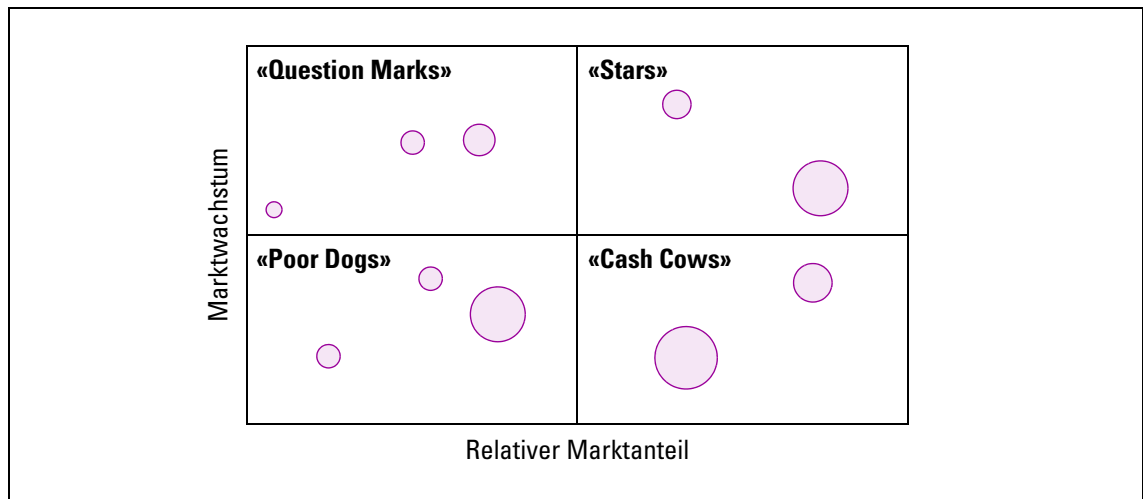 «Question Marks»
«Stars»
«Poor Dogs»
«Cash Cows»
Marktwachstum
Relativer Marktanteil